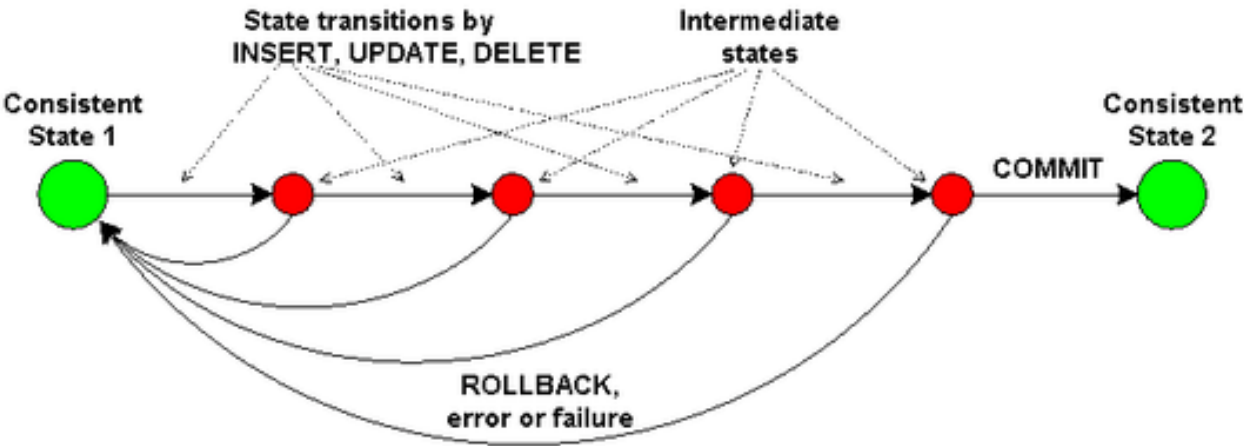 State transitions by
INSERT, UPDATE, DELETE
Intermediate
states
Consistent
State 1
Consistent
State 2
COMMIT
ROLLBACK,
error or failure